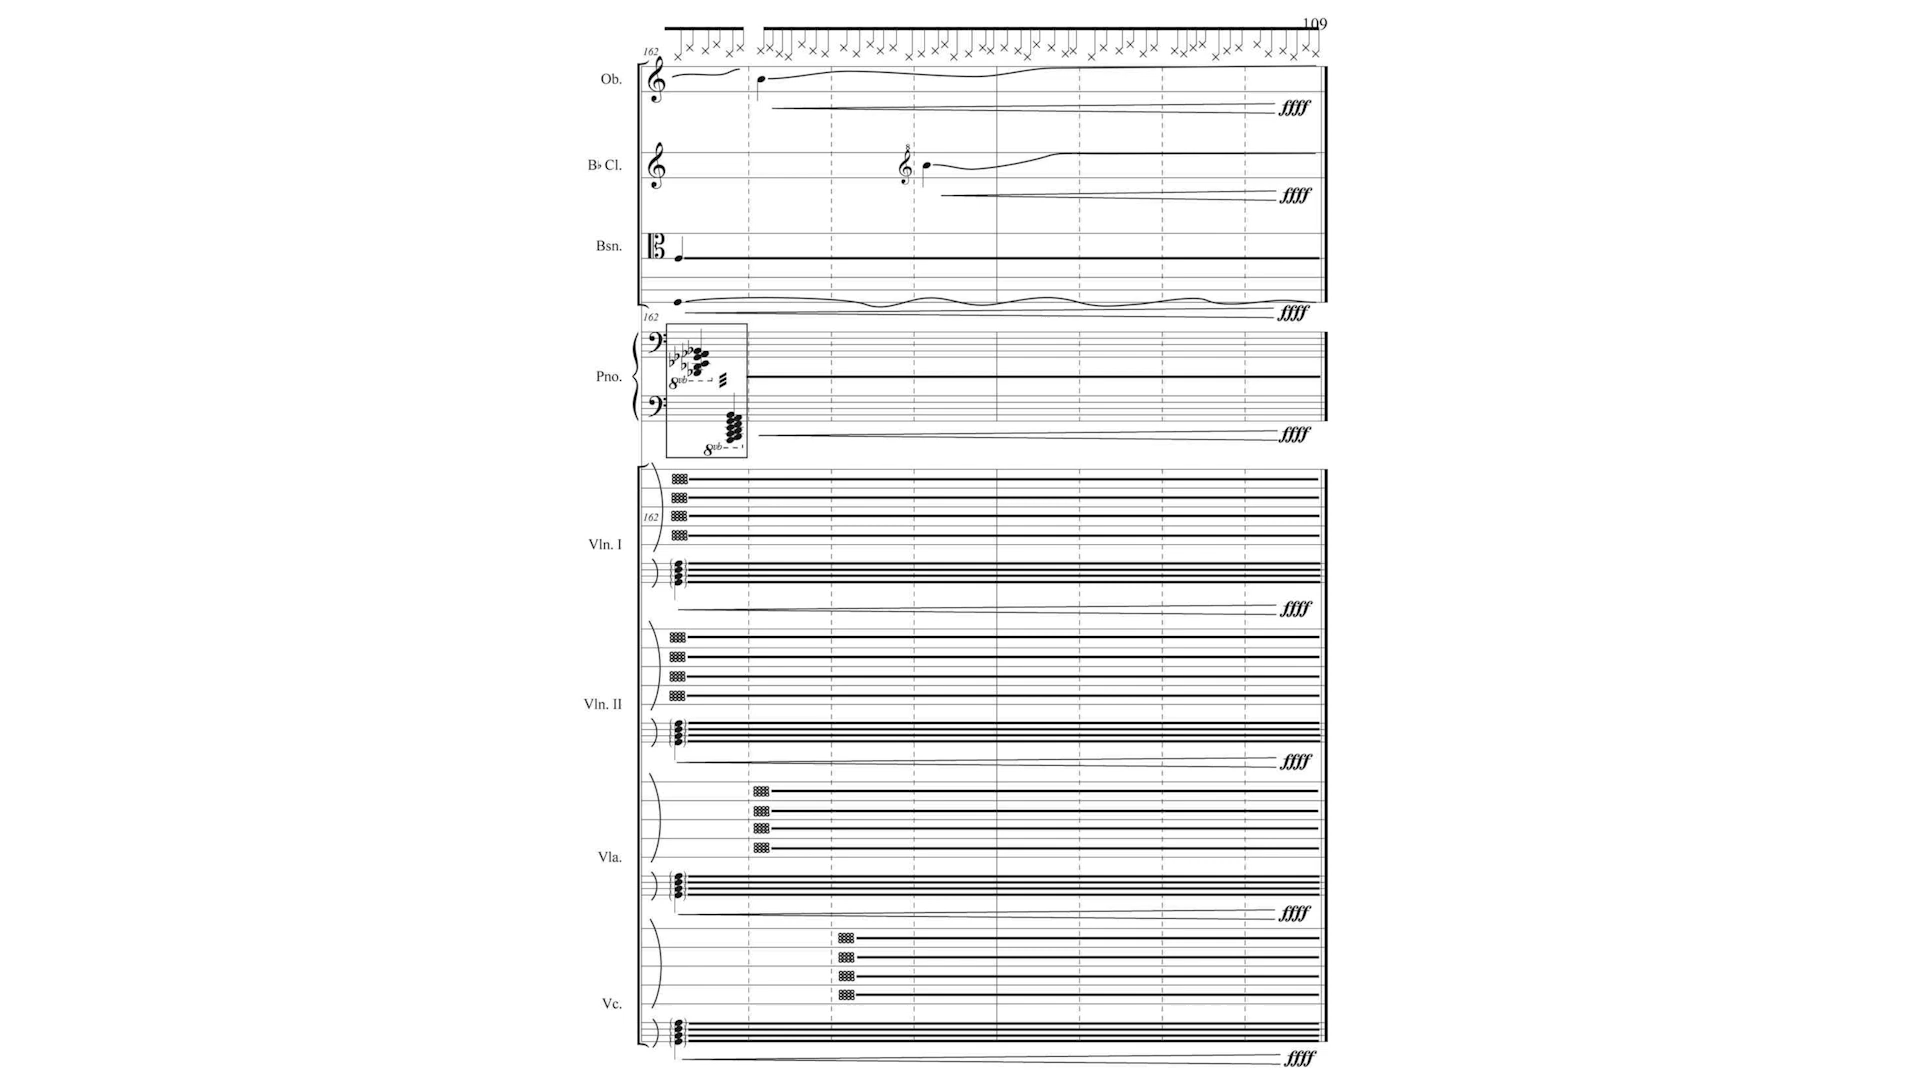 109
162
Ob.
ffff
8
B♭ Cl.
ffff
Bsn.
ffff
162
Pno.
8vb
8vb
ffff
162
Vln. I
ffff
Vln. II
ffff
Vla.
ffff
Vc.
ffff